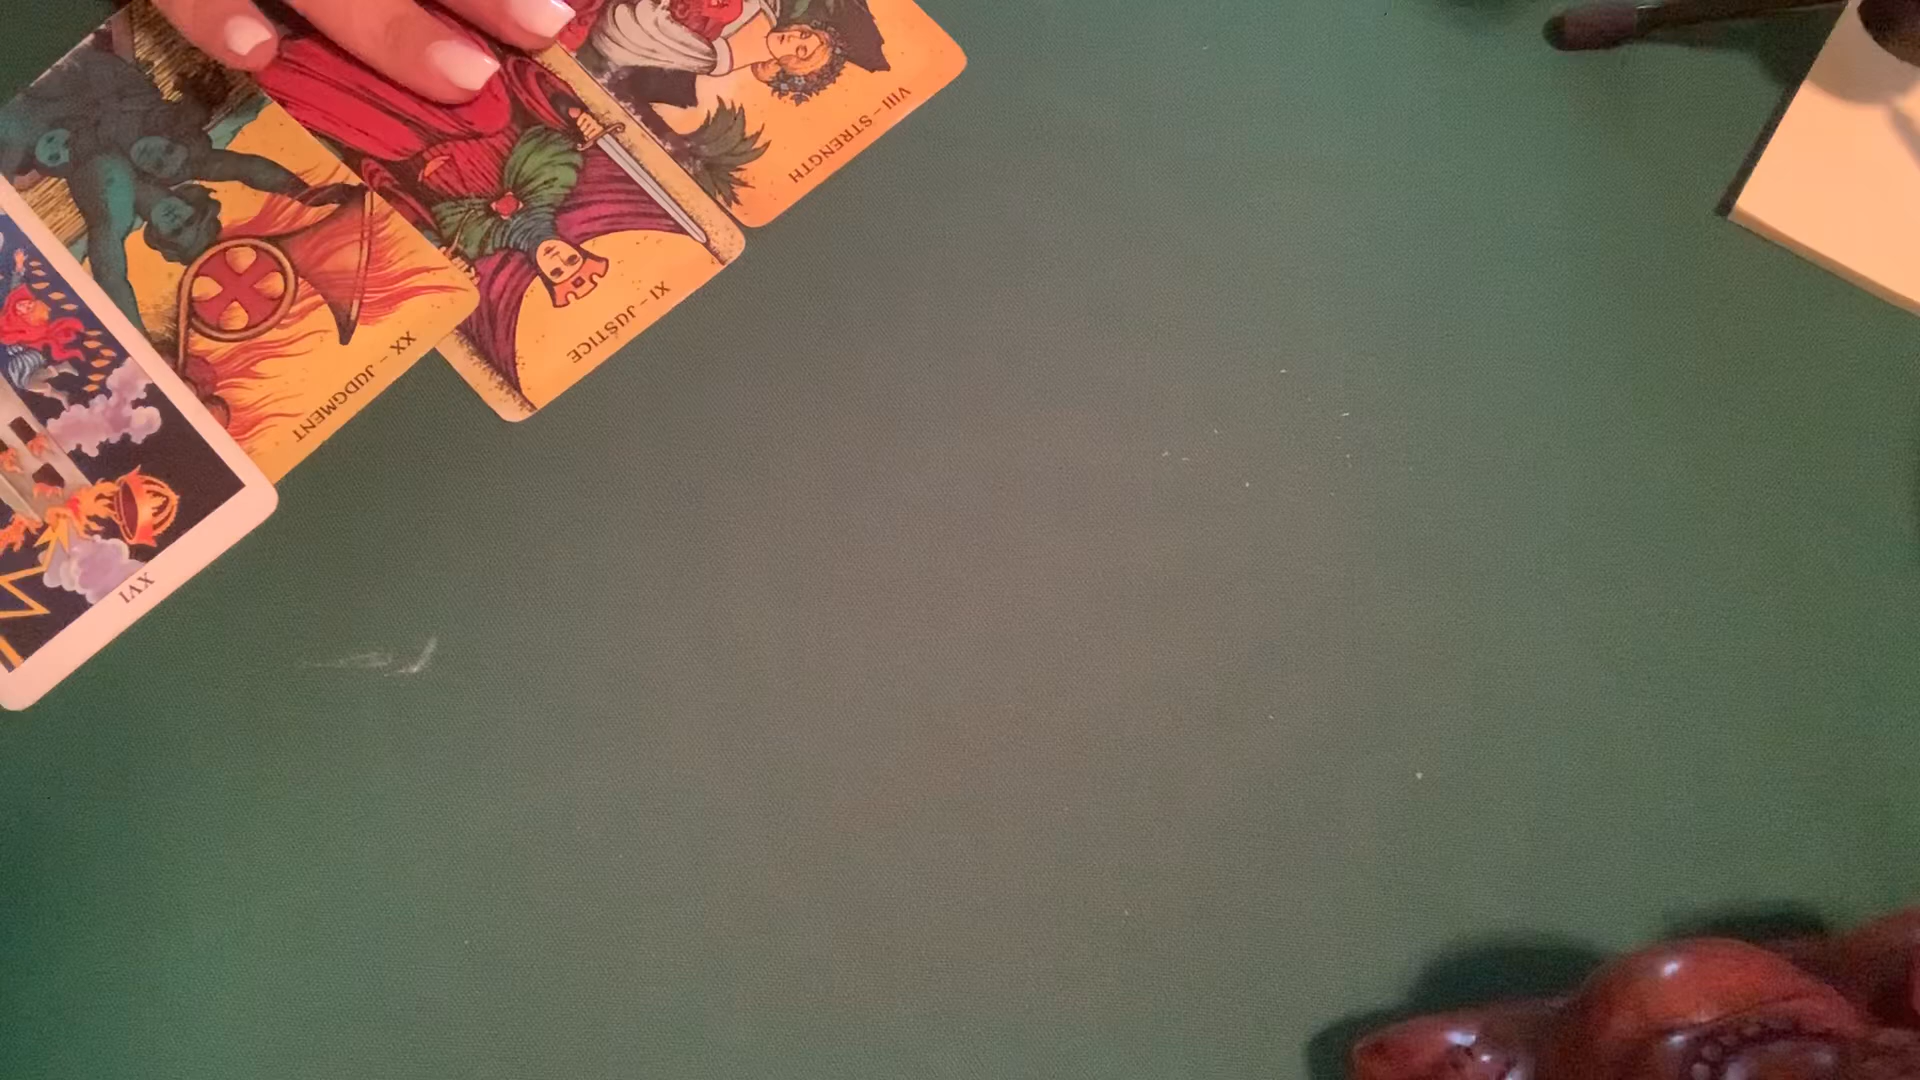 VIII – STRENGTH
XI – JUSTICE
XX – JUDGMENT
XVI